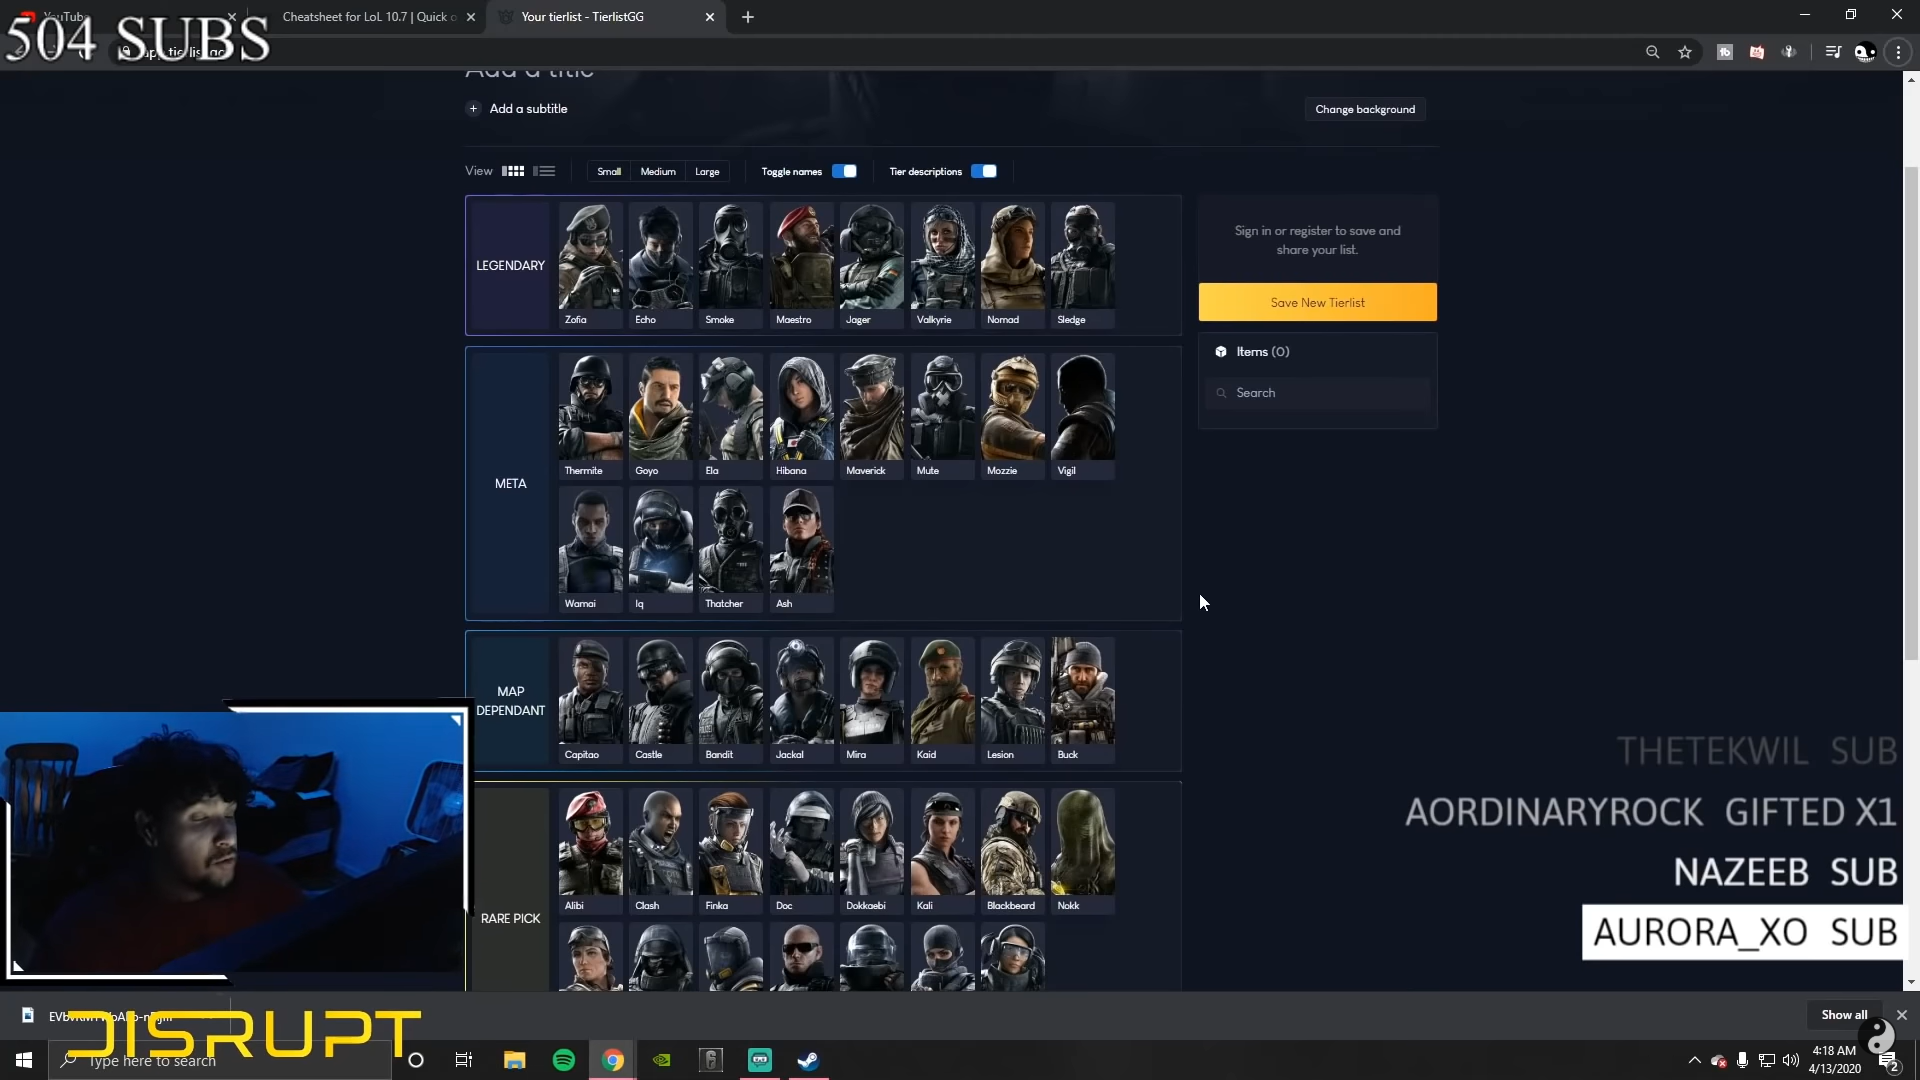 YouTube
Cheatsheet for LoL 10.7 | Quick o
Your tierlist - TierlistGG
504 SUBS
Add a title
+ Add a subtitle
Change background
View
Small Medium Large
Toggle names
Tier descriptions
LEGENDARY
Zofia Echo Smoke Maestro Jager Valkyrie Nomad Sledge
Sign in or register to save and
share your list.
Save New Tierlist
Items (0)
Search
META
Thermite Goyo Ela Hibana Maverick Mute Mozzie Vigil
Wamai Iq Thatcher Ash
MAP
DEPENDANT
Capitao Castle Bandit Jackal Mira Kaid Lesion Buck
RARE PICK
Alibi Clash Finka Doc Dokkaebi Kali Blackbeard Nokk
THETEKWIL SUB
AORDINARYROCK GIFTED X1
NAZEEB SUB
AURORA_XO SUB
DISRUPT
Show all
Type here to search
4:18 AM
4/13/2020
2